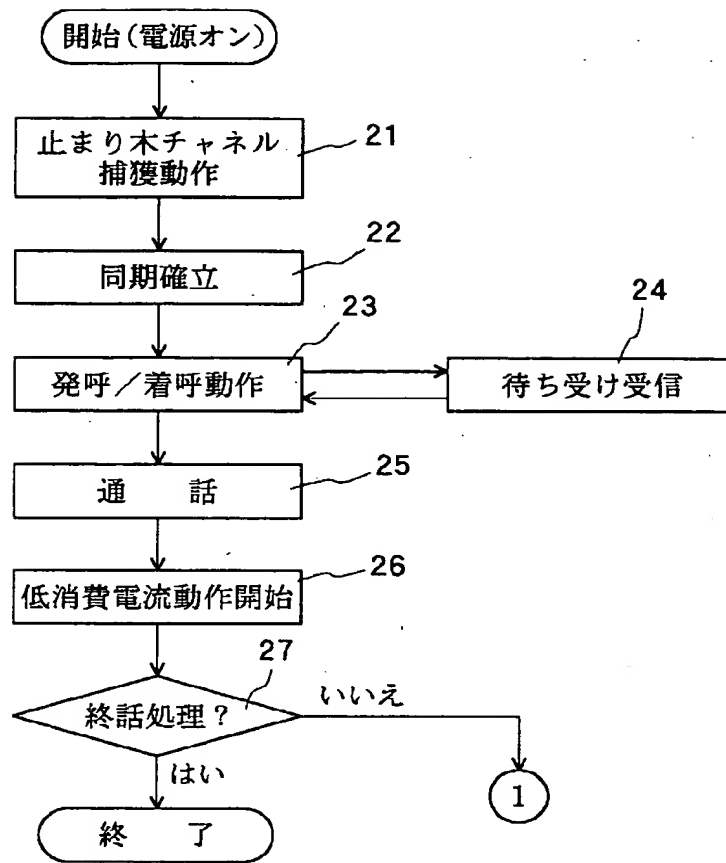 開始(電源オン)
止まり木チャネル
捕獲動作
21
同期確立
22
発呼／着呼動作
23
待ち受け受信
24
通　話
25
低消費電流動作開始
26
終話処理？
27
いいえ
はい
1
終　了